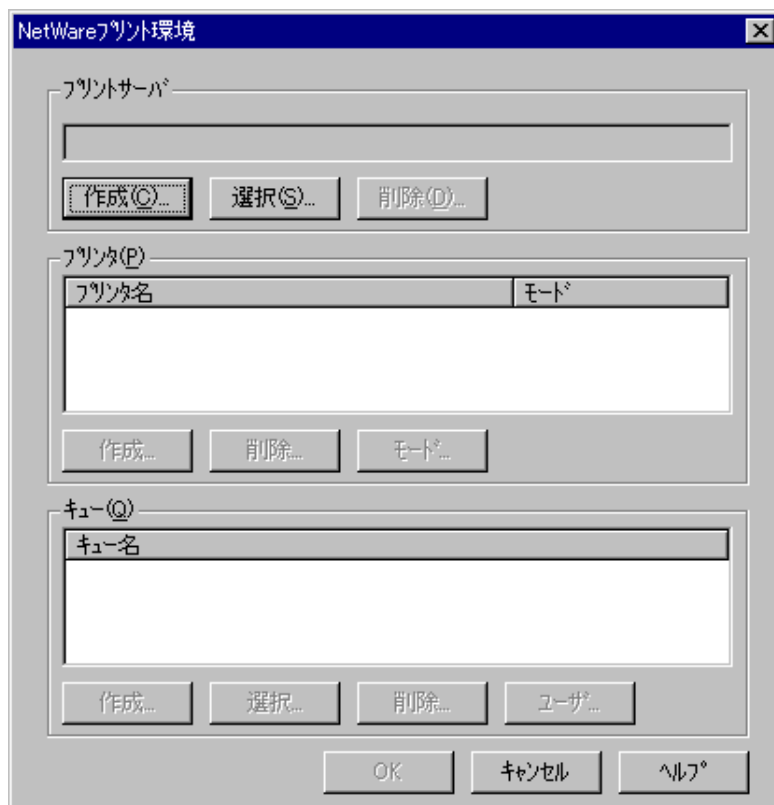 NetWareﾌﾟﾘﾝﾄ環境
ﾌﾟﾘﾝﾄｻｰﾊﾞ
作成(C)... 選択(S)... 削除(D)...
ﾌﾟﾘﾝﾀ(P)
ﾌﾟﾘﾝﾀ名 ﾓｰﾄﾞ
作成... 削除... ﾓｰﾄﾞ...
ｷｭｰ(Q)
ｷｭｰ名
作成... 選択... 削除... ﾕｰｻﾞ...
OK ｷｬﾝｾﾙ ﾍﾙﾌﾟ